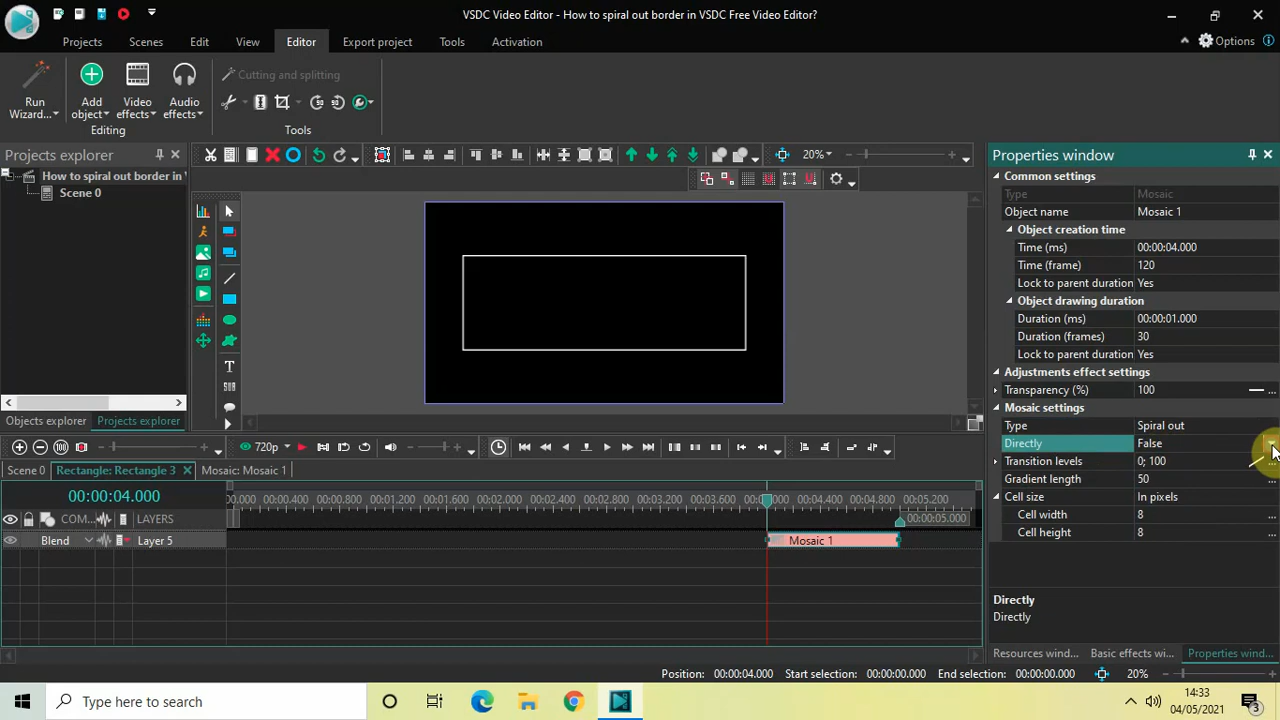 VSDC Video Editor - How to spiral out border in VSDC Free Video Editor?
Projects
Scenes
Edit
View
Editor
Export project
Tools
Activation
Options
Run
Wizard...
Add
object
Video
effects
Audio
effects
Editing
Cutting and splitting
Tools
Projects explorer
20%
How to spiral out border in
Scene 0
Objects explorer
Projects explorer
720p
Scene 0
Rectangle: Rectangle 3
Mosaic: Mosaic 1
00:00:04.000
0.000
00:00.400
00:00.800
00:01.200
00:01.600
00:02.000
00:02.400
00:02.800
00:03.200
00:03.600
00:04.400
00:04.800
00:05.200
00:00:05.000
COM...
LAYERS
Blend
Layer 5
Mosaic 1
Properties window
Common settings
Type Mosaic
Object name Mosaic 1
Object creation time
Time (ms) 00:00:04.000
Time (frame) 120
Lock to parent duration Yes
Object drawing duration
Duration (ms) 00:00:01.000
Duration (frames) 30
Lock to parent duration Yes
Adjustments effect settings
Transparency (%) 100 ...
Mosaic settings
Type Spiral out
Directly False
Transition levels 0; 100
Gradient length 50 ...
Cell size In pixels
Cell width 8 ...
Cell height 8 ...
Directly
Directly
Resources wind...
Basic effects wi...
Properties wind...
Position: 00:00:04.000
Start selection: 00:00:00.000
End selection: 00:00:00.000
20%
Type here to search
14:33
04/05/2021
3